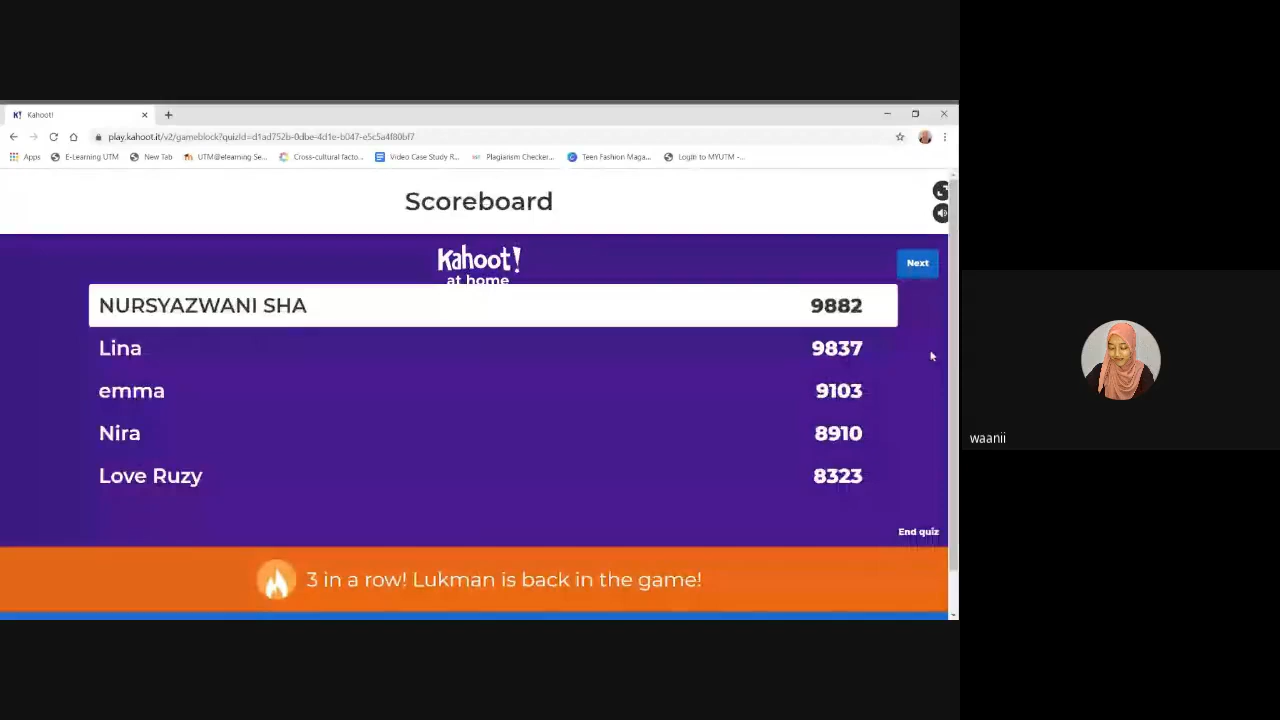 Kahoot!
play.kahoot.it/v2/gameblock?quizId=d1ad752b-0dbe-4d1e-b047-e5c5a4f80bf7
Apps E-Learning UTM New Tab UTM@elearning Se... Cross-cultural facto... Video Case Study R... Plagiarism Checker... Teen Fashion Maga... Login to MYUTM -...
Scoreboard
Kahoot!
at home
Next
NURSYAZWANI SHA 9882
Lina 9837
emma 9103
Nira 8910
waanii
Love Ruzy 8323
End quiz
3 in a row! Lukman is back in the game!